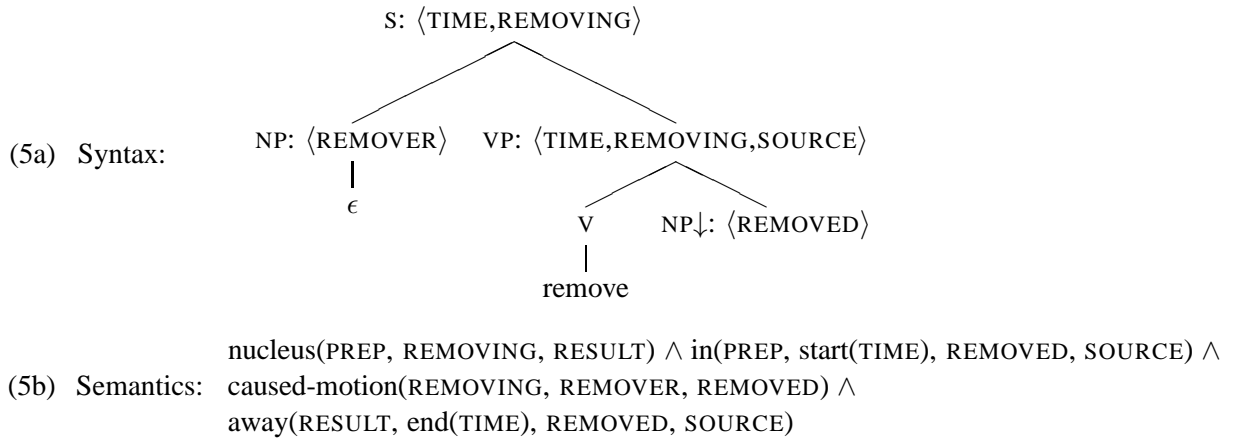 S: ⟨TIME,REMOVING⟩
(5a) Syntax: NP: ⟨REMOVER⟩ VP: ⟨TIME,REMOVING,SOURCE⟩
ϵ V NP↓: ⟨REMOVED⟩
remove
nucleus(PREP, REMOVING, RESULT) ∧ in(PREP, start(TIME), REMOVED, SOURCE) ∧
(5b) Semantics: caused-motion(REMOVING, REMOVER, REMOVED) ∧
away(RESULT, end(TIME), REMOVED, SOURCE)